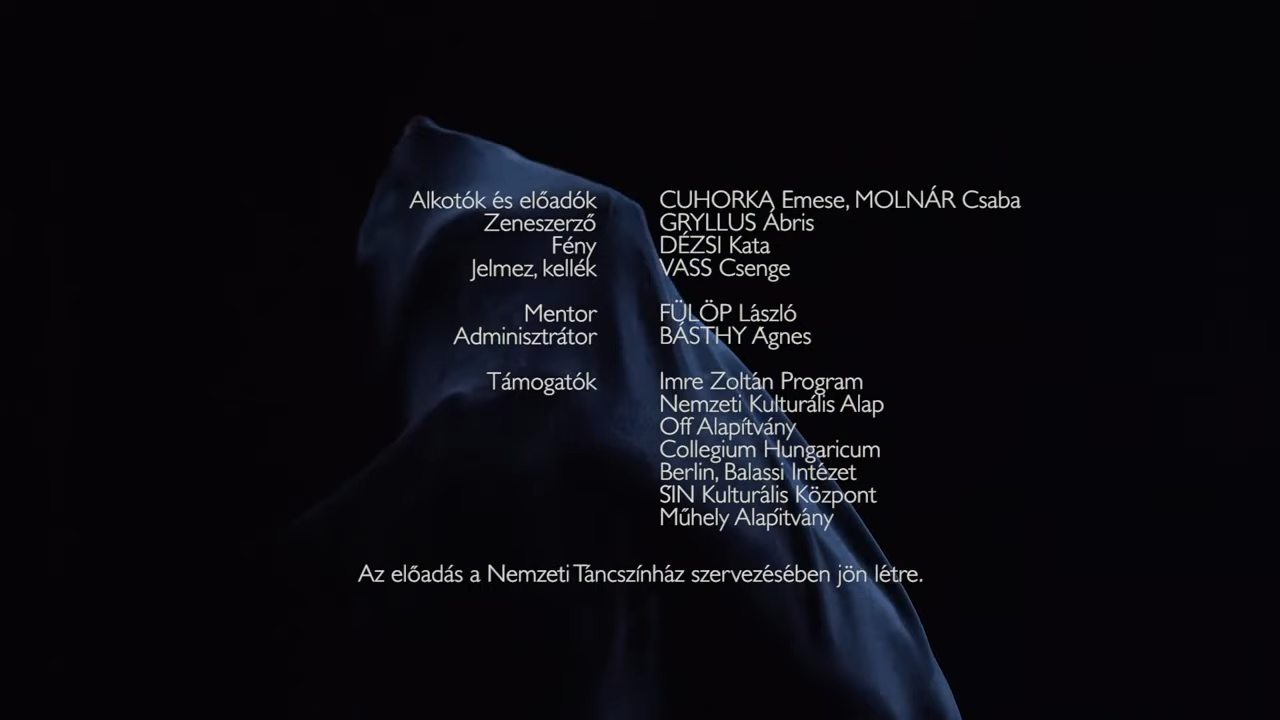 Alkotók és előadók CUHORKA Emese, MOLNÁR Csaba
Zeneszerző GRYLLUS Ábris
Fény DÉZSI Kata
Jelmez, kellék VASS Csenge
Mentor FÜLÖP László
Adminisztrátor BÁSTHY Ágnes
Támogatók Imre Zoltán Program
Nemzeti Kulturális Alap
Off Alapítvány
Collegium Hungaricum
Berlin, Balassi Intézet
SÍN Kulturális Központ
Műhely Alapítvány
Az előadás a Nemzeti Táncszínház szervezésében jön létre.